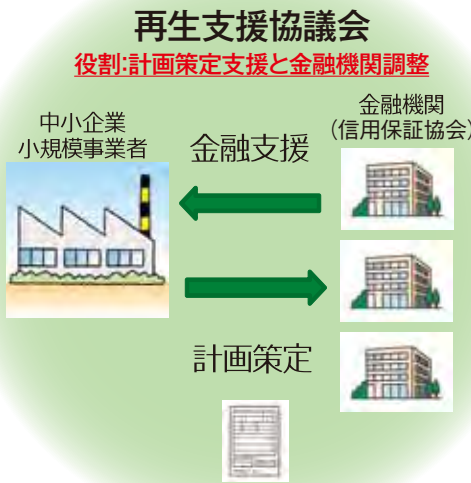 再生支援協議会
役割:計画策定支援と金融機関調整
中小企業
小規模事業者
金融支援
金融機関
(信用保証協会)
計画策定